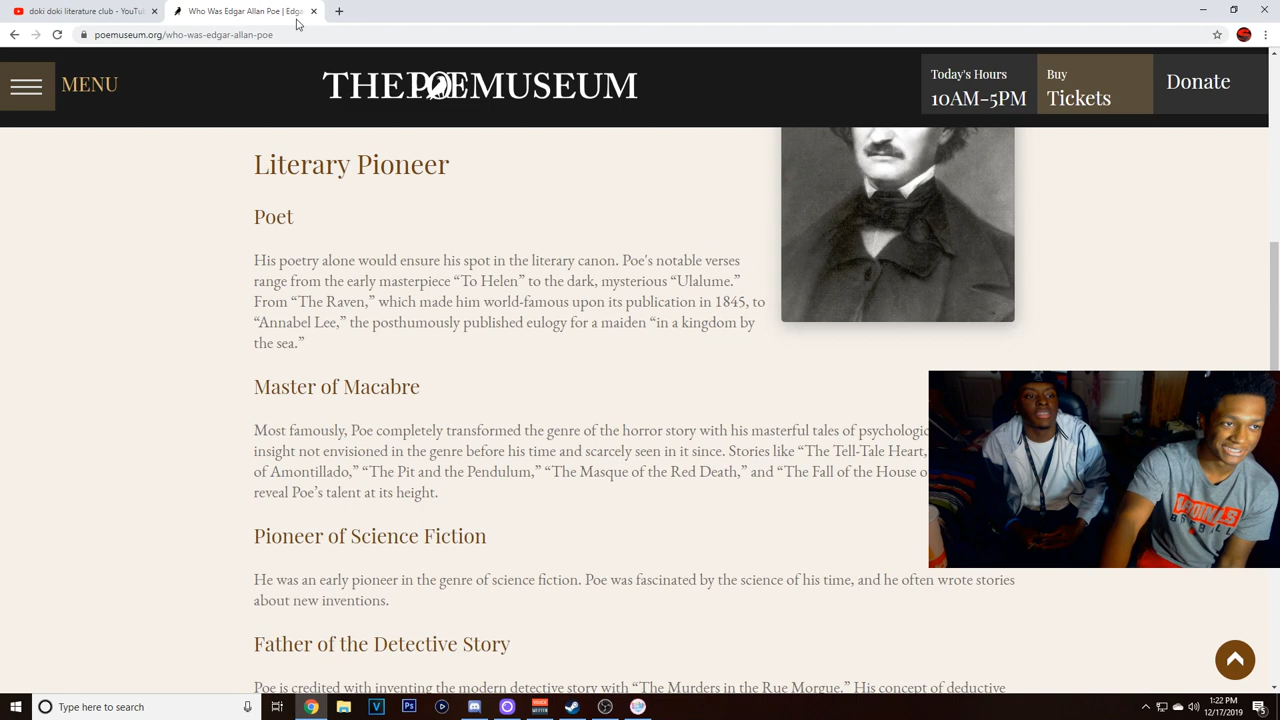 doki doki literature club - YouTu
Who Was Edgar Allan Poe | Edga
poemuseum.org/who-was-edgar-allan-poe
MENU
THEPOEMUSEUM
Today's Hours
10AM-5PM
Buy
Tickets
Donate
Literary Pioneer
Poet
His poetry alone would ensure his spot in the literary canon. Poe's notable verses
range from the early masterpiece “To Helen” to the dark, mysterious “Ulalume.”
From “The Raven,” which made him world-famous upon its publication in 1845, to
“Annabel Lee,” the posthumously published eulogy for a maiden “in a kingdom by
the sea.”
Master of Macabre
Most famously, Poe completely transformed the genre of the horror story with his masterful tales of psychologic
insight not envisioned in the genre before his time and scarcely seen in it since. Stories like “The Tell-Tale Heart,
of Amontillado,” “The Pit and the Pendulum,” “The Masque of the Red Death,” and “The Fall of the House o
reveal Poe’s talent at its height.
Pioneer of Science Fiction
He was an early pioneer in the genre of science fiction. Poe was fascinated by the science of his time, and he often wrote stories
about new inventions.
Father of the Detective Story
Poe is credited with inventing the modern detective story with “The Murders in the Rue Morgue.” His concept of deductive
BASEBALL
Type here to search
1:22 PM
12/17/2019